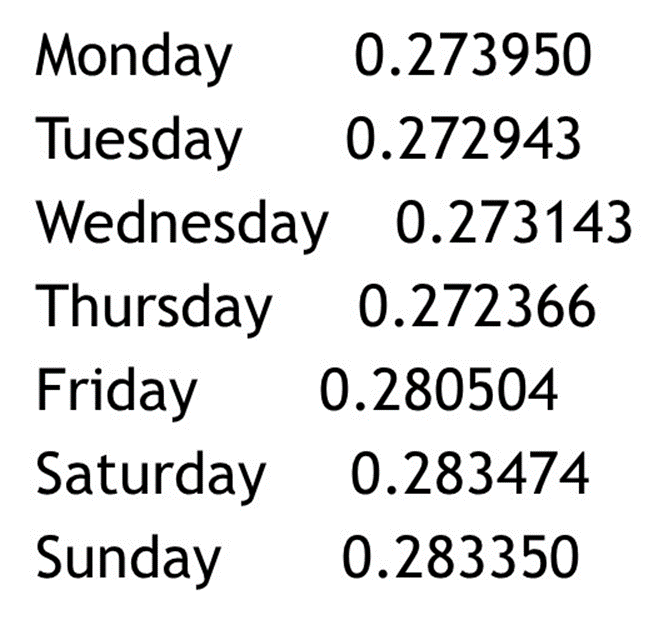 Monday 0.273950
Tuesday 0.272943
Wednesday 0.273143
Thursday 0.272366
Friday 0.280504
Saturday 0.283474
Sunday 0.283350